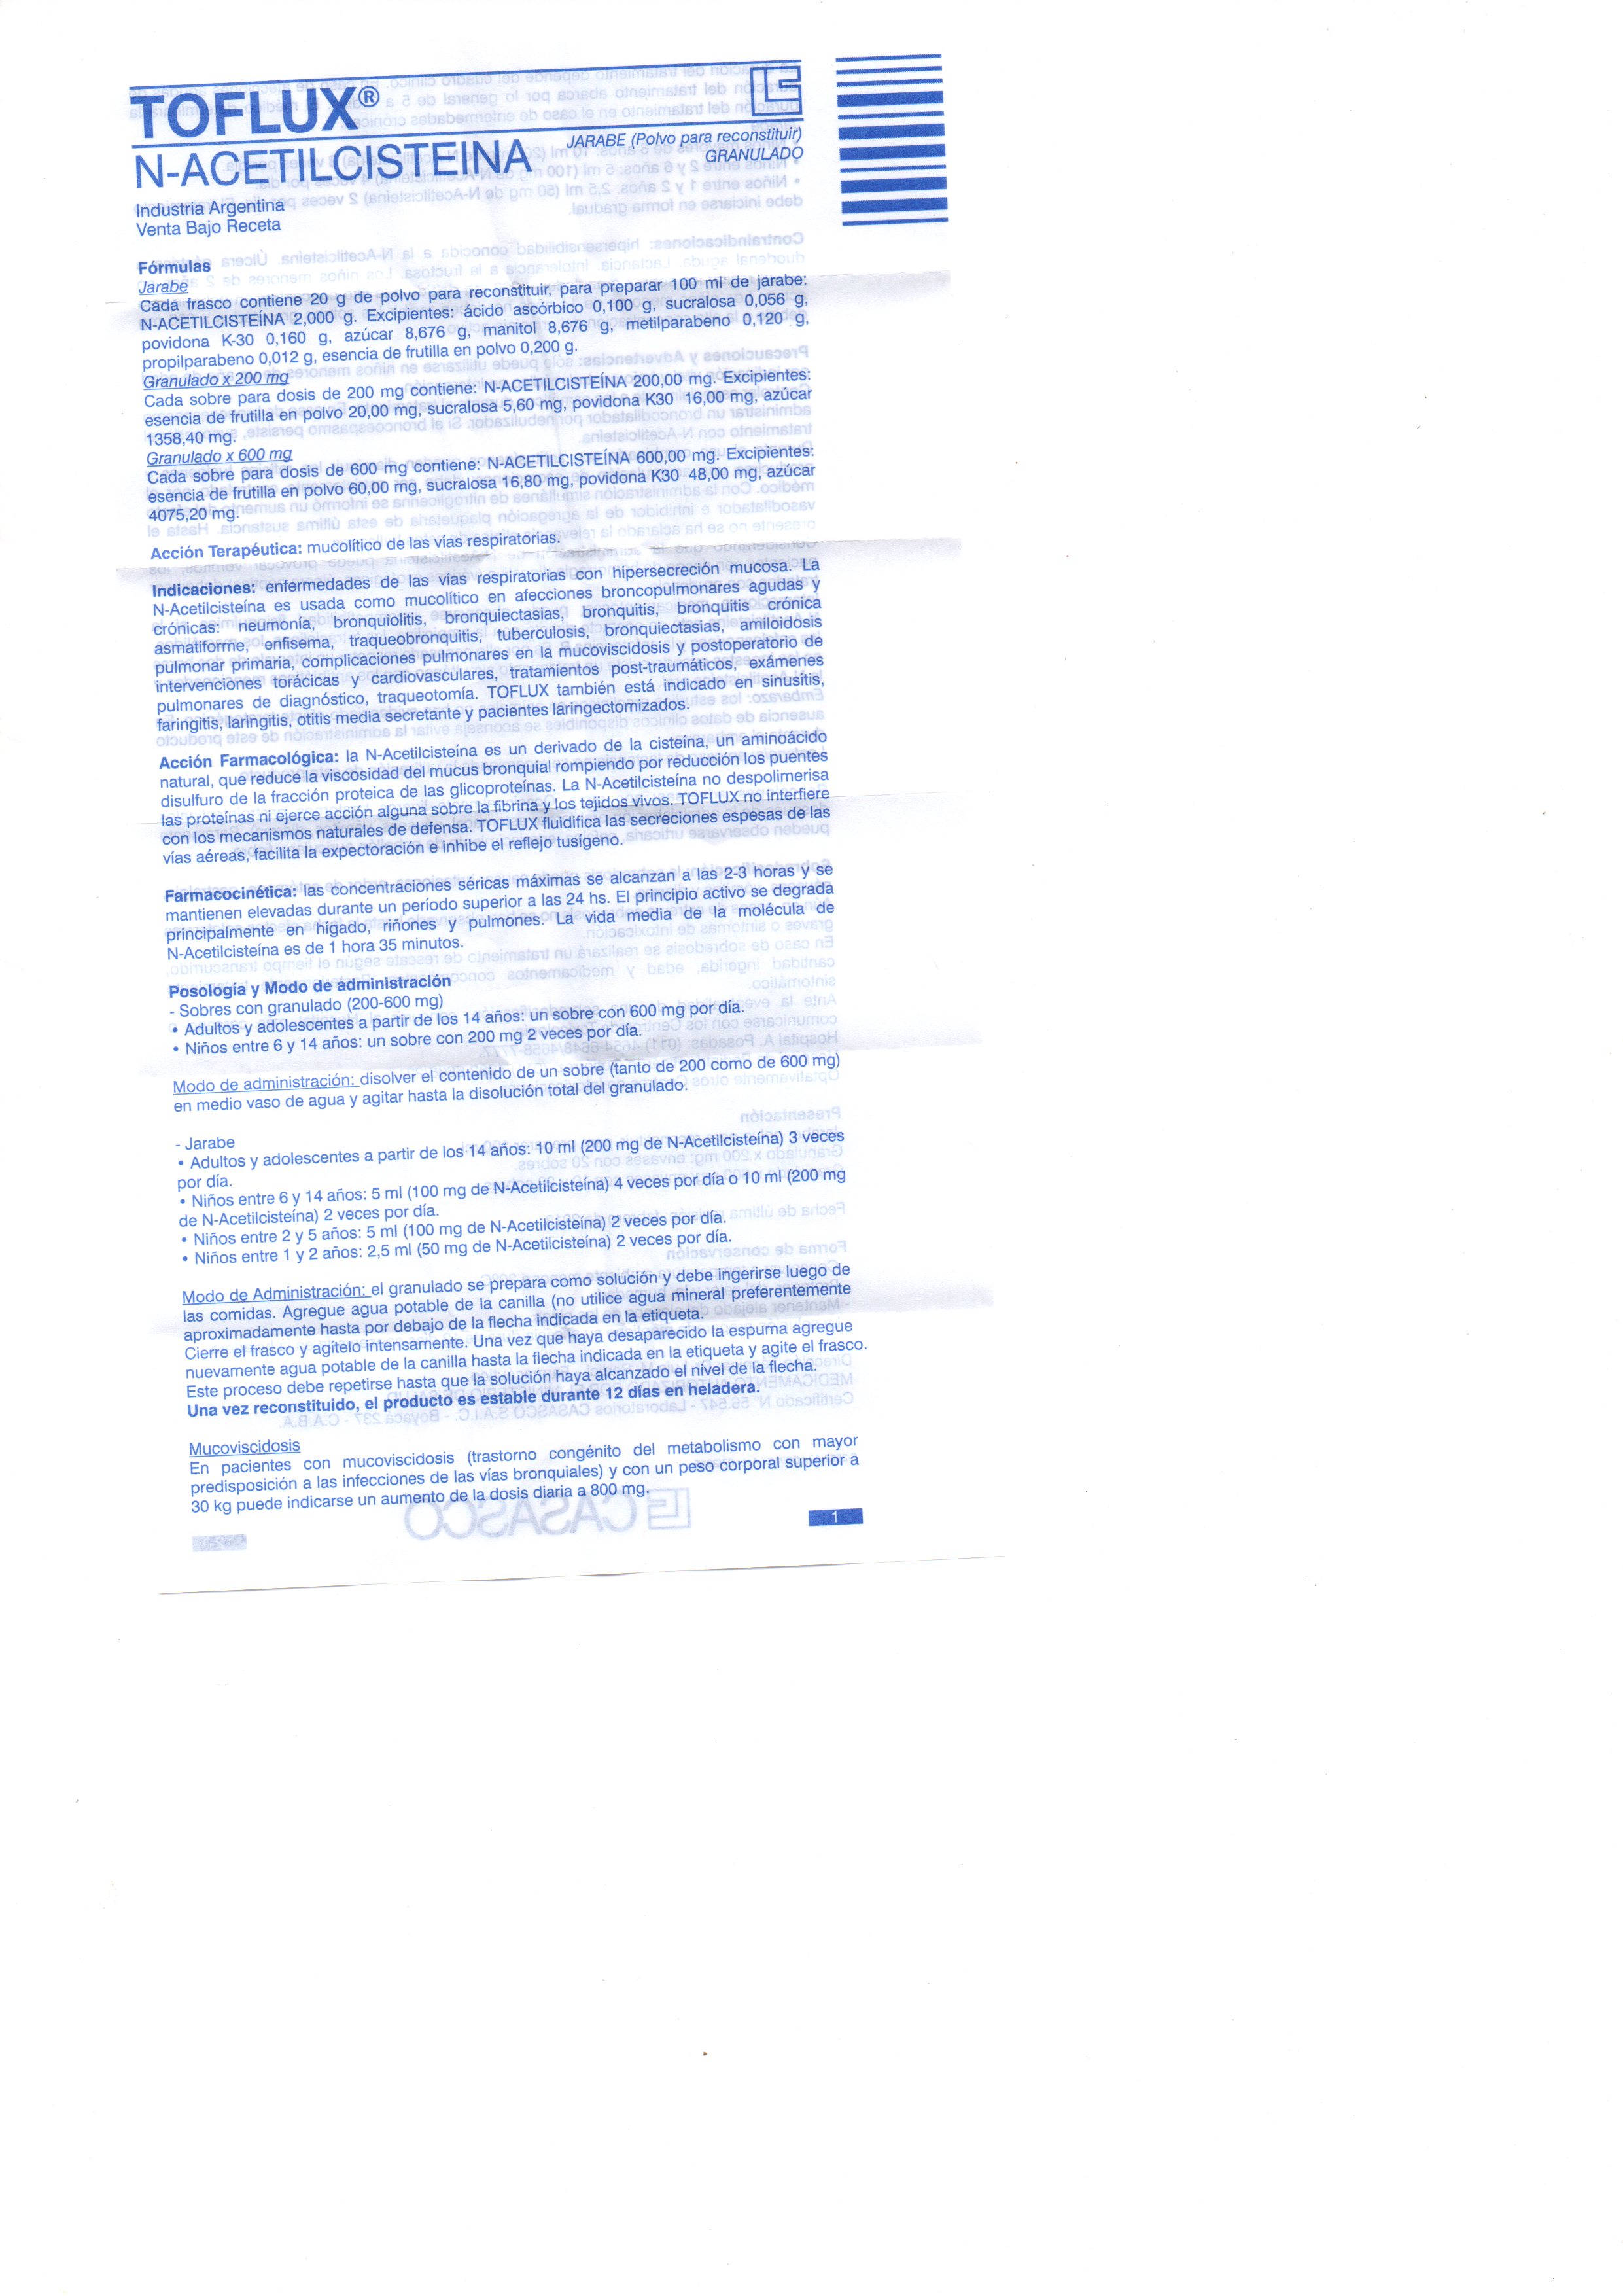 TOFLUX®
N-ACETILCISTEINA
JARABE (Polvo para reconstituir)
GRANULADO
Industria Argentina
Venta Bajo Receta
Fórmulas
Jarabe
Cada frasco contiene 20 g de polvo para reconstituir, para preparar 100 ml de jarabe:
N-ACETILCISTEÍNA 2,000 g. Excipientes: ácido ascórbico 0,100 g, sucralosa 0,056 g,
povidona K-30 0,160 g, azúcar 8,676 g, manitol 8,676 g, metilparabeno 0,120 g,
propilparabeno 0,012 g, esencia de frutilla en polvo 0,200 g.
Granulado x 200 mg
Cada sobre para dosis de 200 mg contiene: N-ACETILCISTEÍNA 200,00 mg. Excipientes:
esencia de frutilla en polvo 20,00 mg, sucralosa 5,60 mg, povidona K30 16,00 mg, azúcar
1358,40 mg.
Granulado x 600 mg
Cada sobre para dosis de 600 mg contiene: N-ACETILCISTEÍNA 600,00 mg. Excipientes:
esencia de frutilla en polvo 60,00 mg, sucralosa 16,80 mg, povidona K30 48,00 mg, azúcar
4075,20 mg.
Acción Terapéutica: mucolítico de las vías respiratorias.
Indicaciones: enfermedades de las vías respiratorias con hipersecreción mucosa. La
N-Acetilcisteína es usada como mucolítico en afecciones broncopulmonares agudas y
crónicas: neumonía, bronquiolitis, bronquiectasias, bronquitis, bronquitis crónica
asmatiforme, enfisema, traqueobronquitis, tuberculosis, bronquiectasias, amiloidosis
pulmonar primaria, complicaciones pulmonares en la mucoviscidosis y postoperatorio de
intervenciones torácicas y cardiovasculares, tratamientos post-traumáticos, exámenes
pulmonares de diagnóstico, traqueotomía. TOFLUX también está indicado en sinusitis,
faringitis, laringitis, otitis media secretante y pacientes laringectomizados.
Acción Farmacológica: la N-Acetilcisteína es un derivado de la cisteína, un aminoácido
natural, que reduce la viscosidad del mucus bronquial rompiendo por reducción los puentes
disulfuro de la fracción proteica de las glicoproteínas. La N-Acetilcisteína no despolimerisa
las proteínas ni ejerce acción alguna sobre la fibrina y los tejidos vivos. TOFLUX no interfiere
con los mecanismos naturales de defensa. TOFLUX fluidifica las secreciones espesas de las
vías aéreas, facilita la expectoración e inhibe el reflejo tusígeno.
Farmacocinética: las concentraciones séricas máximas se alcanzan a las 2-3 horas y se
mantienen elevadas durante un período superior a las 24 hs. El principio activo se degrada
principalmente en hígado, riñones y pulmones. La vida media de la molécula de
N-Acetilcisteína es de 1 hora 35 minutos.
Posología y Modo de administración
- Sobres con granulado (200-600 mg)
• Adultos y adolescentes a partir de los 14 años: un sobre con 600 mg por día.
• Niños entre 6 y 14 años: un sobre con 200 mg 2 veces por día.
Modo de administración: disolver el contenido de un sobre (tanto de 200 como de 600 mg)
en medio vaso de agua y agitar hasta la disolución total del granulado.
- Jarabe
• Adultos y adolescentes a partir de los 14 años: 10 ml (200 mg de N-Acetilcisteína) 3 veces
por día.
• Niños entre 6 y 14 años: 5 ml (100 mg de N-Acetilcisteína) 4 veces por día o 10 ml (200 mg
de N-Acetilcisteína) 2 veces por día.
• Niños entre 2 y 5 años: 5 ml (100 mg de N-Acetilcisteína) 2 veces por día.
• Niños entre 1 y 2 años: 2,5 ml (50 mg de N-Acetilcisteína) 2 veces por día.
Modo de Administración: el granulado se prepara como solución y debe ingerirse luego de
las comidas. Agregue agua potable de la canilla (no utilice agua mineral preferentemente
aproximadamente hasta por debajo de la flecha indicada en la etiqueta.
Cierre el frasco y agítelo intensamente. Una vez que haya desaparecido la espuma agregue
nuevamente agua potable de la canilla hasta la flecha indicada en la etiqueta y agite el frasco.
Este proceso debe repetirse hasta que la solución haya alcanzado el nivel de la flecha.
Una vez reconstituido, el producto es estable durante 12 días en heladera.
Mucoviscidosis
En pacientes con mucoviscidosis (trastorno congénito del metabolismo con mayor
predisposición a las infecciones de las vías bronquiales) y con un peso corporal superior a
30 kg puede indicarse un aumento de la dosis diaria a 800 mg.
1